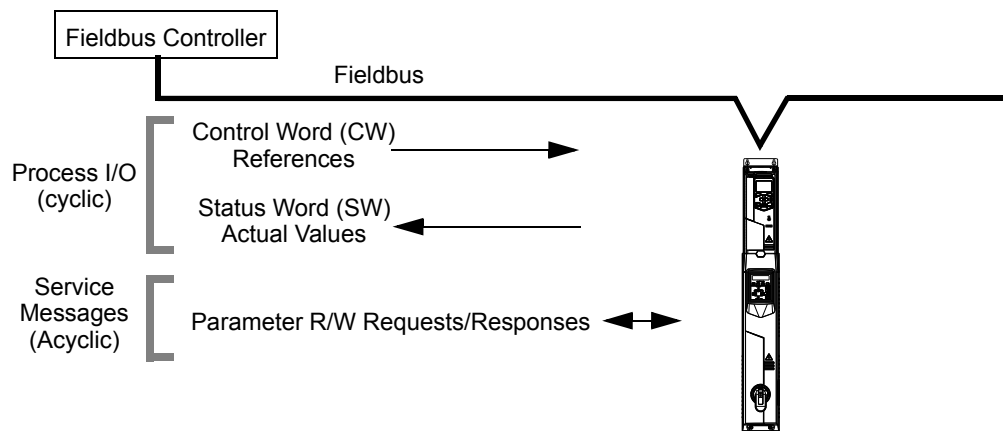 Fieldbus Controller
Fieldbus
Process I/O
(cyclic)
Control Word (CW)
References
Status Word (SW)
Actual Values
Service
Messages
(Acyclic)
Parameter R/W Requests/Responses